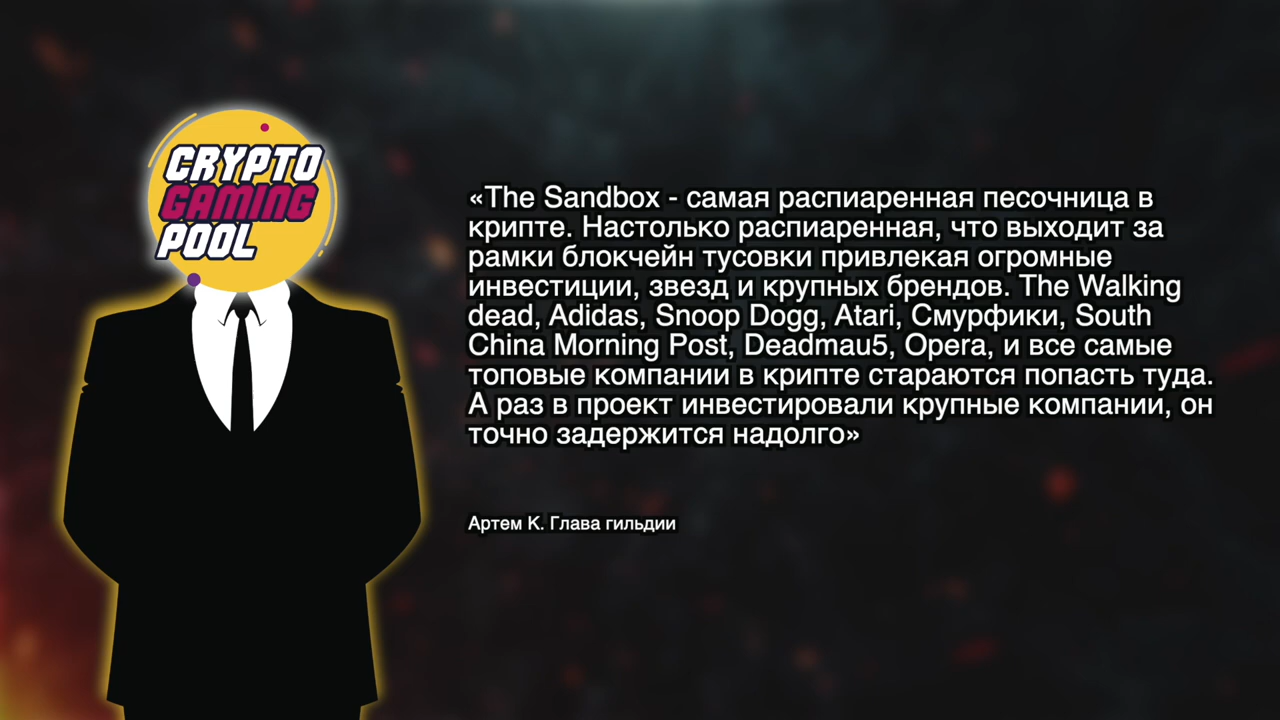 CRYPTO
GAMING
POOL
«The Sandbox - самая распиаренная песочница в
крипте. Настолько распиаренная, что выходит за
рамки блокчейн тусовки привлекая огромные
инвестиции, звезд и крупных брендов. The Walking
dead, Adidas, Snoop Dogg, Atari, Смурфики, South
China Morning Post, Deadmau5, Opera, и все самые
топовые компании в крипте стараются попасть туда.
А раз в проект инвестировали крупные компании, он
точно задержится надолго»
Артем К. Глава гильдии